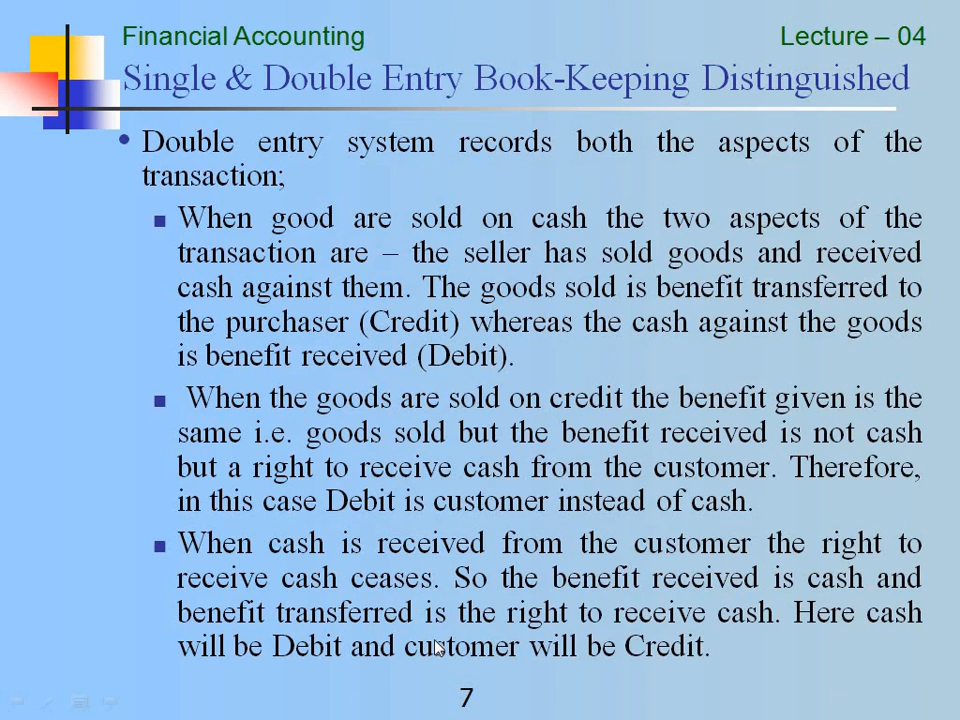 Financial Accounting
Lecture – 04
Single & Double Entry Book-Keeping Distinguished
• Double entry system records both the aspects of the
transaction;
■ When good are sold on cash the two aspects of the
transaction are – the seller has sold goods and received
cash against them. The goods sold is benefit transferred to
the purchaser (Credit) whereas the cash against the goods
is benefit received (Debit).
■ When the goods are sold on credit the benefit given is the
same i.e. goods sold but the benefit received is not cash
but a right to receive cash from the customer. Therefore,
in this case Debit is customer instead of cash.
■ When cash is received from the customer the right to
receive cash ceases. So the benefit received is cash and
benefit transferred is the right to receive cash. Here cash
will be Debit and customer will be Credit.
7